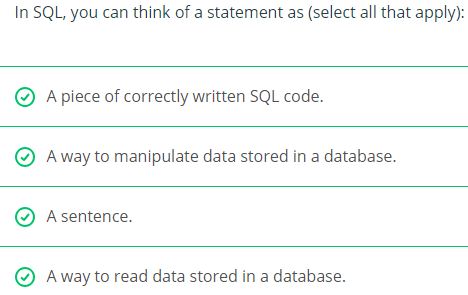 In SQL, you can think of a statement as (select all that apply):
A piece of correctly written SQL code.
A way to manipulate data stored in a database.
A sentence.
A way to read data stored in a database.